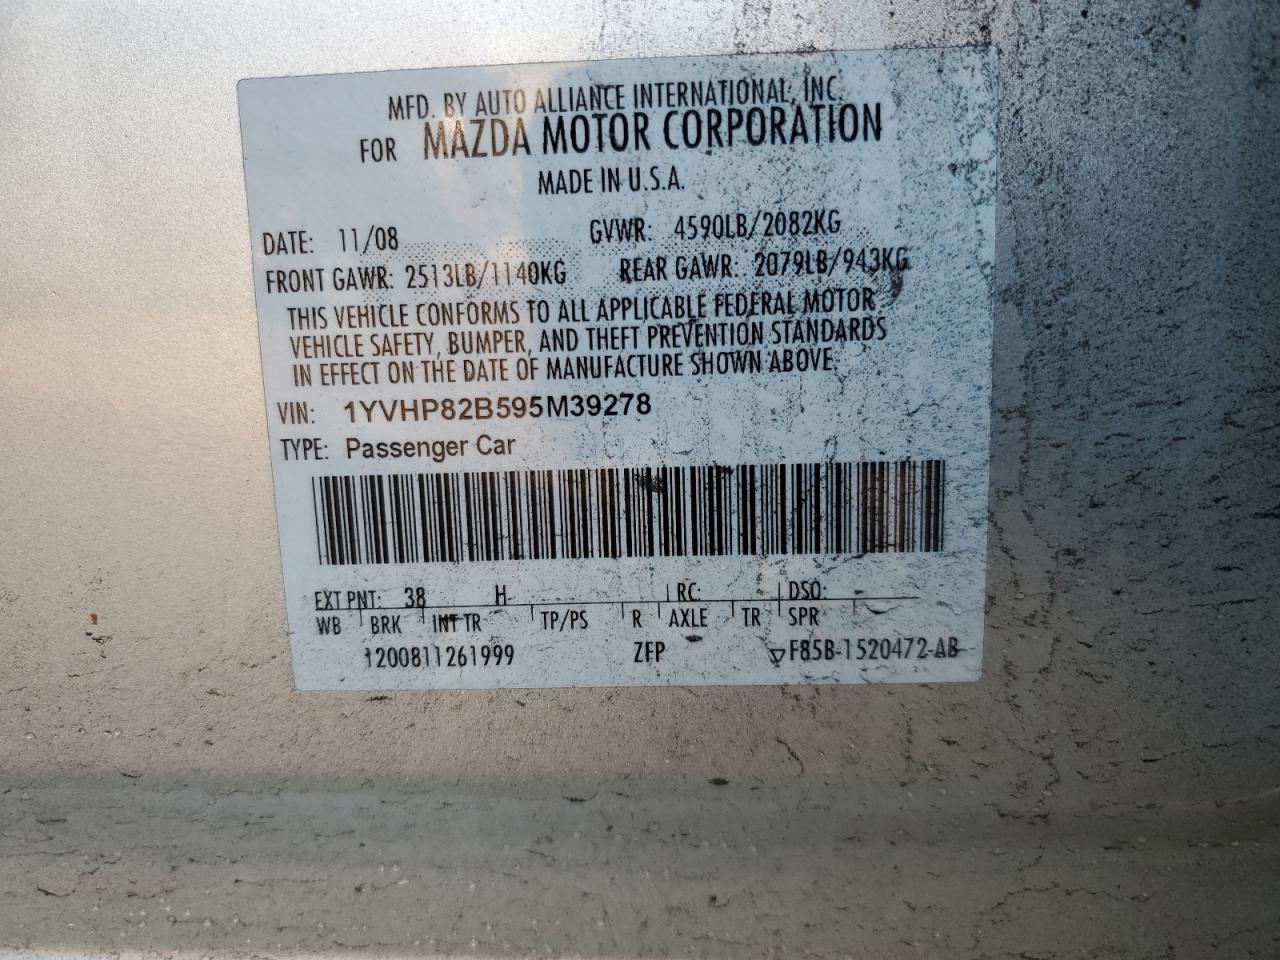 MFD. BY AUTO ALLIANCE INTERNATIONAL, INC.
FOR MAZDA MOTOR CORPORATION
MADE IN U.S.A.
DATE: 11/08 GVWR: 4590LB/2082KG
FRONT GAWR: 2513LB/1140KG REAR GAWR: 2079LB/943KG
THIS VEHICLE CONFORMS TO ALL APPLICABLE FEDERAL MOTOR
VEHICLE SAFETY, BUMPER, AND THEFT PREVENTION STANDARDS
IN EFFECT ON THE DATE OF MANUFACTURE SHOWN ABOVE.
VIN: 1YVHP82B595M39278
TYPE: Passenger Car
EXT PNT: 38 H RC: DSO:
WB BRK INT TR TP/PS R AXLE TR SPR
1200811261999 ZFP F85B-1520472-AB